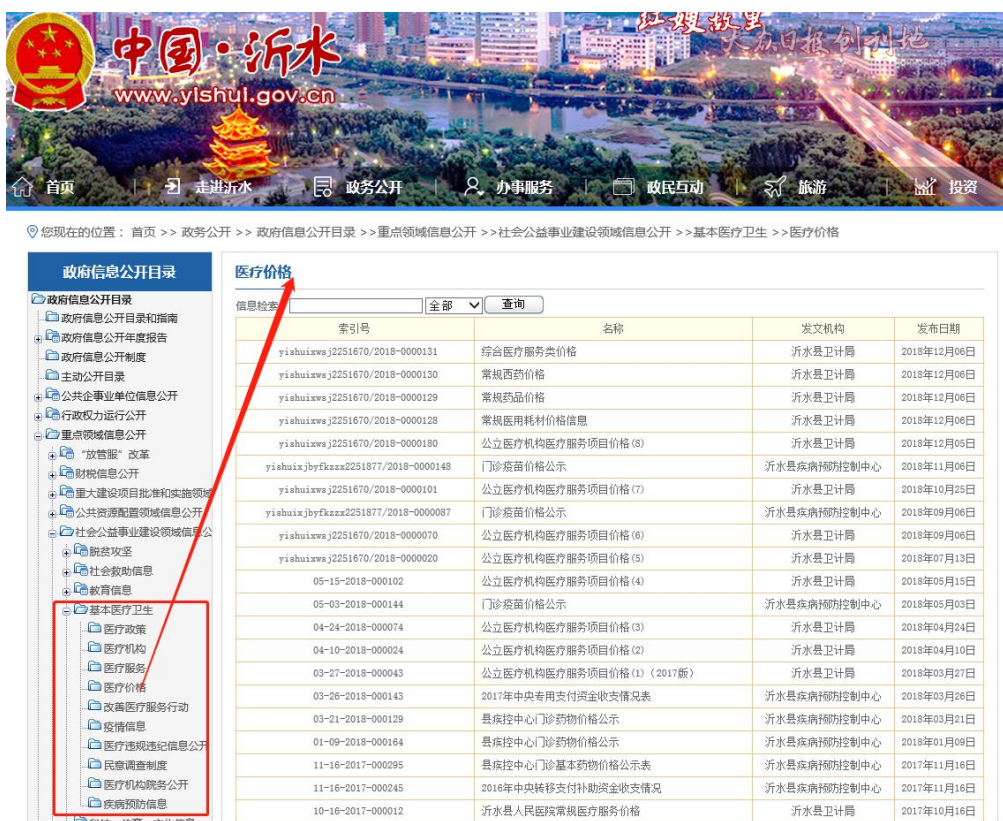 红嫂故里
大众日报创刊地
中国·沂水
www.yishui.gov.cn
首页 走进沂水 政务公开 办事服务 政民互动 旅游 投资
您现在的位置： 首页 >> 政务公开 >> 政府信息公开目录 >>重点领域信息公开 >>社会公益事业建设领域信息公开 >>基本医疗卫生 >>医疗价格
政府信息公开目录
政府信息公开目录
政府信息公开目录和指南
政府信息公开年度报告
政府信息公开制度
主动公开目录
公共企事业单位信息公开
行政权力运行公开
重点领域信息公开
“放管服”改革
财税信息公开
重大建设项目批准和实施领域
公共资源配置领域信息公开
社会公益事业建设领域信息公
脱贫攻坚
社会救助信息
教育信息
基本医疗卫生
医疗政策
医疗机构
医疗服务
医疗价格
改善医疗服务行动
疫情信息
医疗违规违纪信息公开
民意调查制度
医疗机构院务公开
疾病预防信息
医疗价格
信息检索 全部 查询
索引号 名称 发文机构 发布日期
yishuixwsj2251670/2018-0000131 综合医疗服务类价格 沂水县卫计局 2018年12月06日
yishuixwsj2251670/2018-0000130 常规西药价格 沂水县卫计局 2018年12月06日
yishuixwsj2251670/2018-0000129 常规药品价格 沂水县卫计局 2018年12月06日
yishuixwsj2251670/2018-0000128 常规医用耗材价格信息 沂水县卫计局 2018年12月06日
yishuixwsj2251670/2018-0000180 公立医疗机构医疗服务项目价格(8) 沂水县卫计局 2018年12月05日
yishuixjbyfkzzx2251877/2018-0000148 门诊疫苗价格公示 沂水县疾病预防控制中心 2018年11月06日
yishuixwsj2251670/2018-0000101 公立医疗机构医疗服务项目价格(7) 沂水县卫计局 2018年10月25日
yishuixjbyfkzzx2251877/2018-0000087 门诊疫苗价格公示 沂水县疾病预防控制中心 2018年09月06日
yishuixwsj2251670/2018-0000070 公立医疗机构医疗服务项目价格(6) 沂水县卫计局 2018年09月06日
yishuixwsj2251670/2018-0000020 公立医疗机构医疗服务项目价格(5) 沂水县卫计局 2018年07月13日
05-15-2018-000102 公立医疗机构医疗服务项目价格(4) 沂水县卫计局 2018年05月15日
05-03-2018-000144 门诊疫苗价格公示 沂水县疾病预防控制中心 2018年05月03日
04-24-2018-000074 公立医疗机构医疗服务项目价格(3) 沂水县卫计局 2018年04月24日
04-10-2018-000024 公立医疗机构医疗服务项目价格(2) 沂水县卫计局 2018年04月10日
03-27-2018-000043 公立医疗机构医疗服务项目价格(1)（2017版） 沂水县卫计局 2018年03月27日
03-26-2018-000143 2017年中央专用支付资金收支情况表 沂水县疾病预防控制中心 2018年03月26日
03-21-2018-000129 县疾控中心门诊药物价格公示 沂水县疾病预防控制中心 2018年03月21日
01-09-2018-000164 县疾控中心门诊药物价格公示 沂水县疾病预防控制中心 2018年01月09日
11-16-2017-000295 县疾控中心门诊基本药物价格公示表 沂水县疾病预防控制中心 2017年11月16日
11-16-2017-000245 2016年中央转移支付补助资金收支情况 沂水县疾病预防控制中心 2017年11月16日
10-16-2017-000012 沂水县人民医院常规医疗服务价格 沂水县卫计局 2017年10月16日